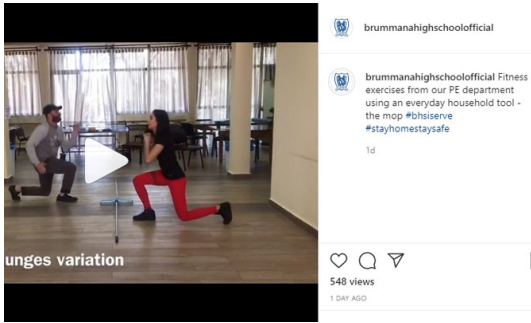 brummanahighschoolofficial
brummanahighschoolofficial Fitness
exercises from our PE department
using an everyday household tool -
the mop #bhsiserve
#stayhomestaysafe
1d
unges variation
548 views
1 DAY AGO